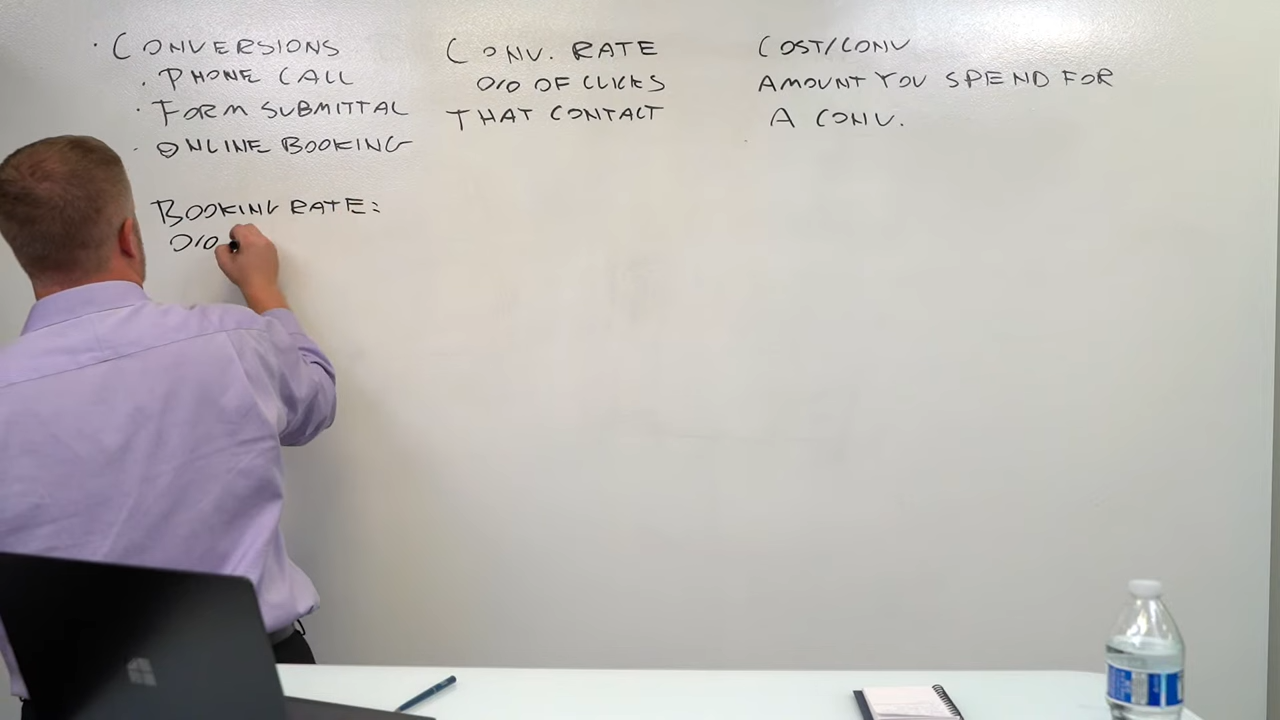 · CONVERSIONS
· PHONE CALL
· FORM SUBMITTAL
· ONLINE BOOKING
CONV. RATE
% OF CLICKS
THAT CONTACT
COST/CONV
AMOUNT YOU SPEND FOR
A CONV.
BOOKING RATE:
%